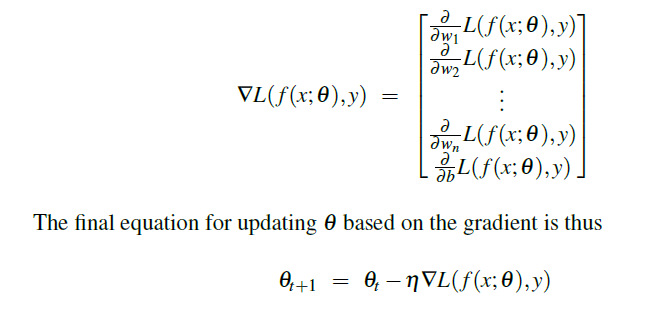 ∇L(f(x;θ),y) = [∂/∂w₁ L(f(x;θ),y)
∂/∂w₂ L(f(x;θ),y)
⋮
∂/∂wₙ L(f(x;θ),y)
∂/∂b L(f(x;θ),y)]
The final equation for updating θ based on the gradient is thus
θₜ₊₁ = θₜ − η∇L(f(x;θ),y)